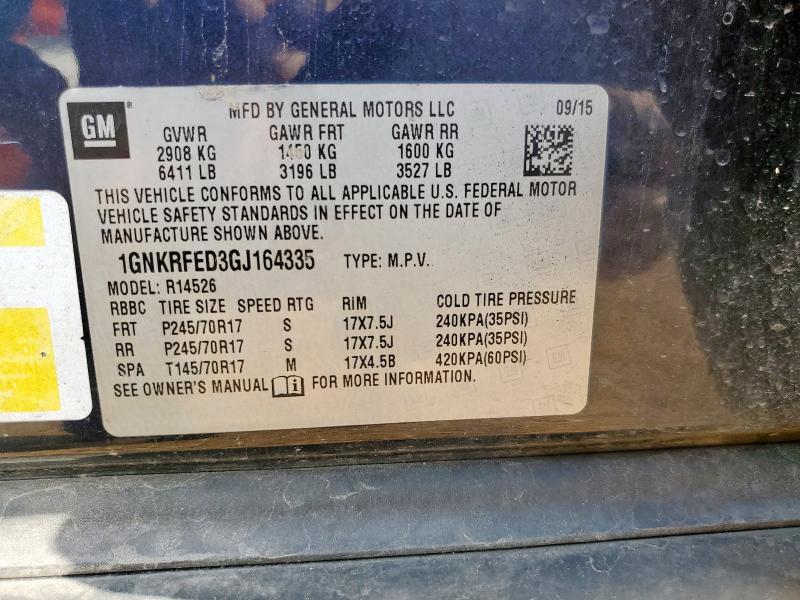 GM
MFD BY GENERAL MOTORS LLC 09/15
GVWR GAWR FRT GAWR RR
2908 KG 1450 KG 1600 KG
6411 LB 3196 LB 3527 LB
THIS VEHICLE CONFORMS TO ALL APPLICABLE U.S. FEDERAL MOTOR
VEHICLE SAFETY STANDARDS IN EFFECT ON THE DATE OF
MANUFACTURE SHOWN ABOVE.
1GNKRFED3GJ164335 TYPE: M.P.V.
MODEL: R14526
RBBC TIRE SIZE SPEED RTG RIM COLD TIRE PRESSURE
FRT P245/70R17 S 17X7.5J 240KPA(35PSI)
RR P245/70R17 S 17X7.5J 240KPA(35PSI)
SPA T145/70R17 M 17X4.5B 420KPA(60PSI)
SEE OWNER'S MANUAL FOR MORE INFORMATION.